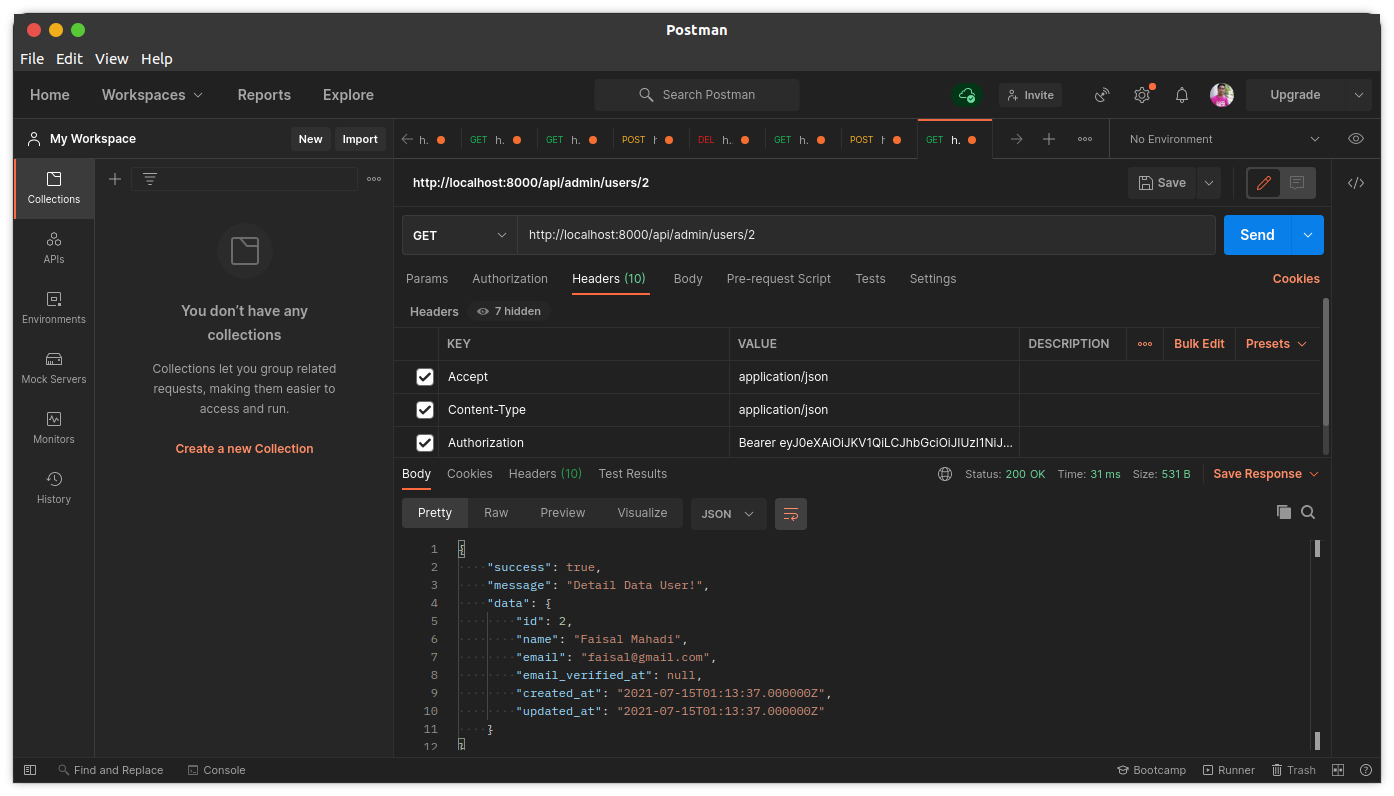 Postman
File Edit View Help
Home Workspaces Reports Explore Search Postman Invite Upgrade
My Workspace New Import h. GET h. GET h. POST h DEL h. GET h. POST h GET h. No Environment
Collections
APIs
Environments
Mock Servers
Monitors
History
You don’t have any
collections
Collections let you group related
requests, making them easier to
access and run.
Create a new Collection
http://localhost:8000/api/admin/users/2 Save
GET http://localhost:8000/api/admin/users/2 Send
Params Authorization Headers (10) Body Pre-request Script Tests Settings Cookies
Headers 7 hidden
KEY VALUE DESCRIPTION Bulk Edit Presets
Accept application/json
Content-Type application/json
Authorization Bearer eyJ0eXAiOiJKV1QiLCJhbGciOiJIUzI1NiJ...
Body Cookies Headers (10) Test Results Status: 200 OK Time: 31 ms Size: 531 B Save Response
Pretty Raw Preview Visualize JSON
1 {
2 "success": true,
3 "message": "Detail Data User!",
4 "data": {
5 "id": 2,
6 "name": "Faisal Mahadi",
7 "email": "faisal@gmail.com",
8 "email_verified_at": null,
9 "created_at": "2021-07-15T01:13:37.000000Z",
10 "updated_at": "2021-07-15T01:13:37.000000Z"
11 }
12 }
Find and Replace Console Bootcamp Runner Trash